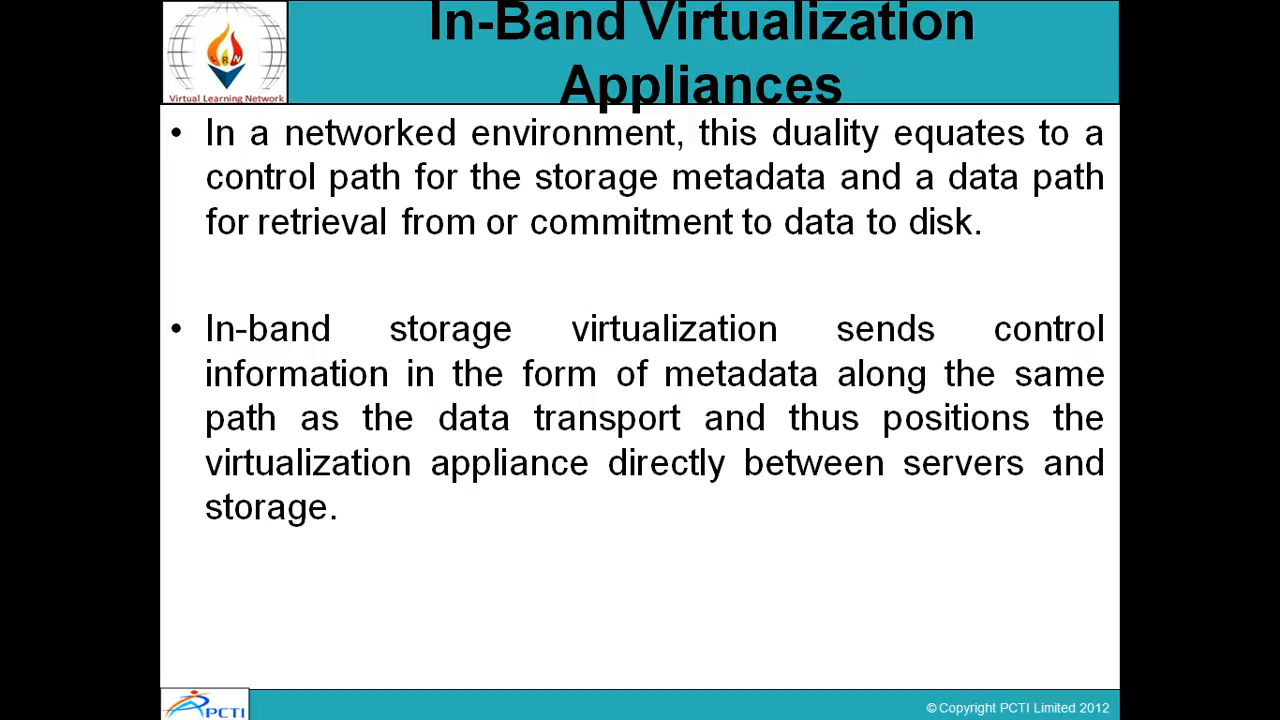 In-Band Virtualization
Appliances
LRN
Virtual Learning Network
• In a networked environment, this duality equates to a
control path for the storage metadata and a data path
for retrieval from or commitment to data to disk.
• In-band storage virtualization sends control
information in the form of metadata along the same
path as the data transport and thus positions the
virtualization appliance directly between servers and
storage.
PCTI
© Copyright PCTI Limited 2012